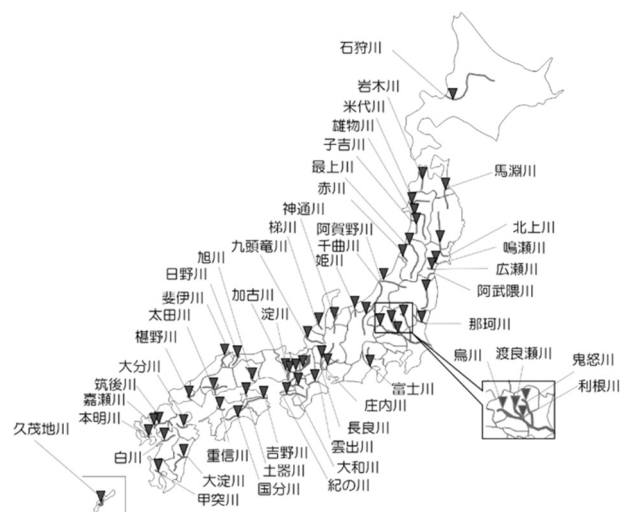 石狩川
岩木川
米代川
雄物川
子吉川
最上川
赤川
馬淵川
神通川
梯川
阿賀野川
北上川
九頭竜川
千曲川
鳴瀬川
旭川
姫川
広瀬川
日野川
阿武隈川
斐伊川
加古川
太田川
淀川
那珂川
椹野川
烏川
渡良瀬川
鬼怒川
大分川
利根川
筑後川
富士川
嘉瀬川
庄内川
本明川
長良川
久茂地川
雲出川
白川
重信川
吉野川
大和川
土器川
大淀川
国分川
紀の川
甲突川